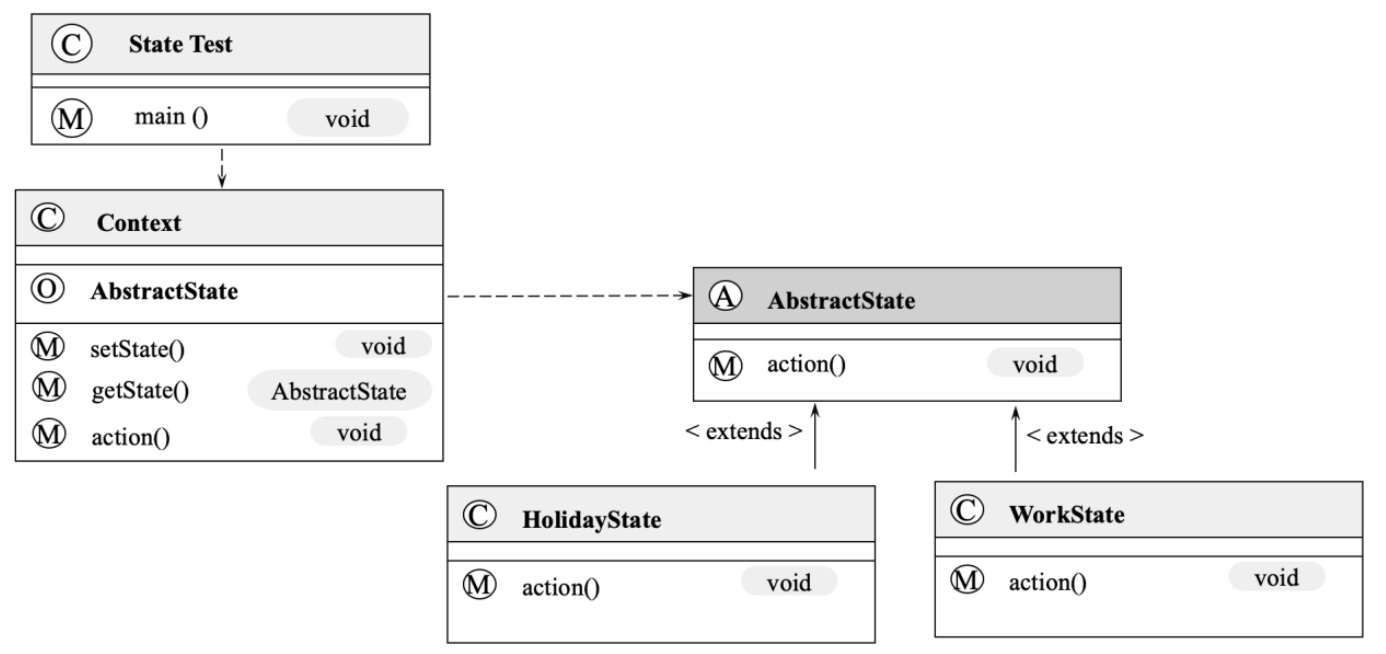 C State Test
M main () void
C Context
O AbstractState
M setState() void
M getState() AbstractState
M action() void
A AbstractState
M action() void
< extends >
< extends >
C HolidayState
M action() void
C WorkState
M action() void